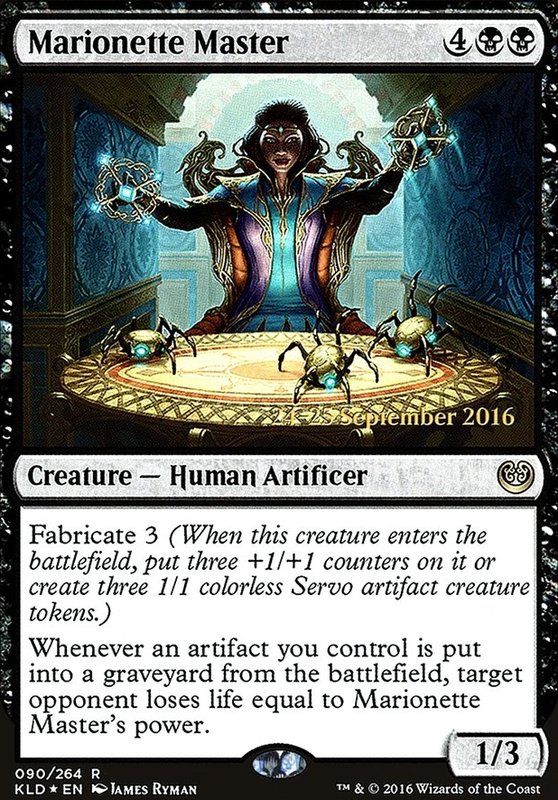 Marionette Master 4
24-25 September 2016
Creature — Human Artificer
Fabricate 3 (When this creature enters the
battlefield, put three +1/+1 counters on it or
create three 1/1 colorless Servo artifact creature
tokens.)
Whenever an artifact you control is put
into a graveyard from the battlefield, target
opponent loses life equal to Marionette
Master's power.
1/3
090/264 R
KLD ★ EN JAMES RYMAN
™ & © 2016 Wizards of the Coast